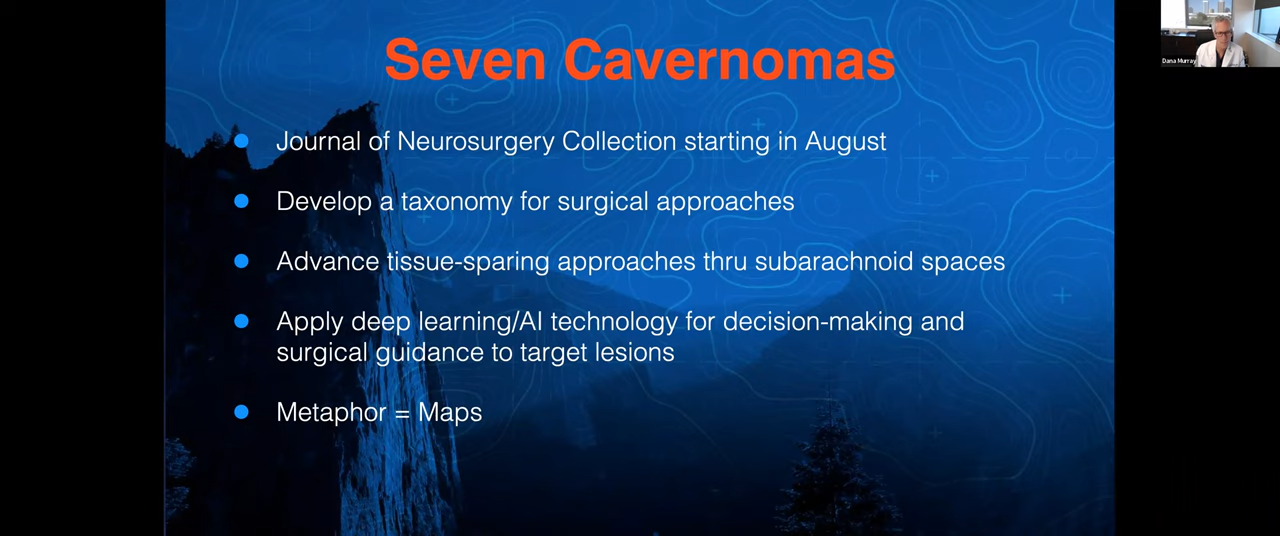 Seven Cavernomas
Journal of Neurosurgery Collection starting in August
Develop a taxonomy for surgical approaches
Advance tissue-sparing approaches thru subarachnoid spaces
Apply deep learning/AI technology for decision-making and
surgical guidance to target lesions
Metaphor = Maps
Dana Murray